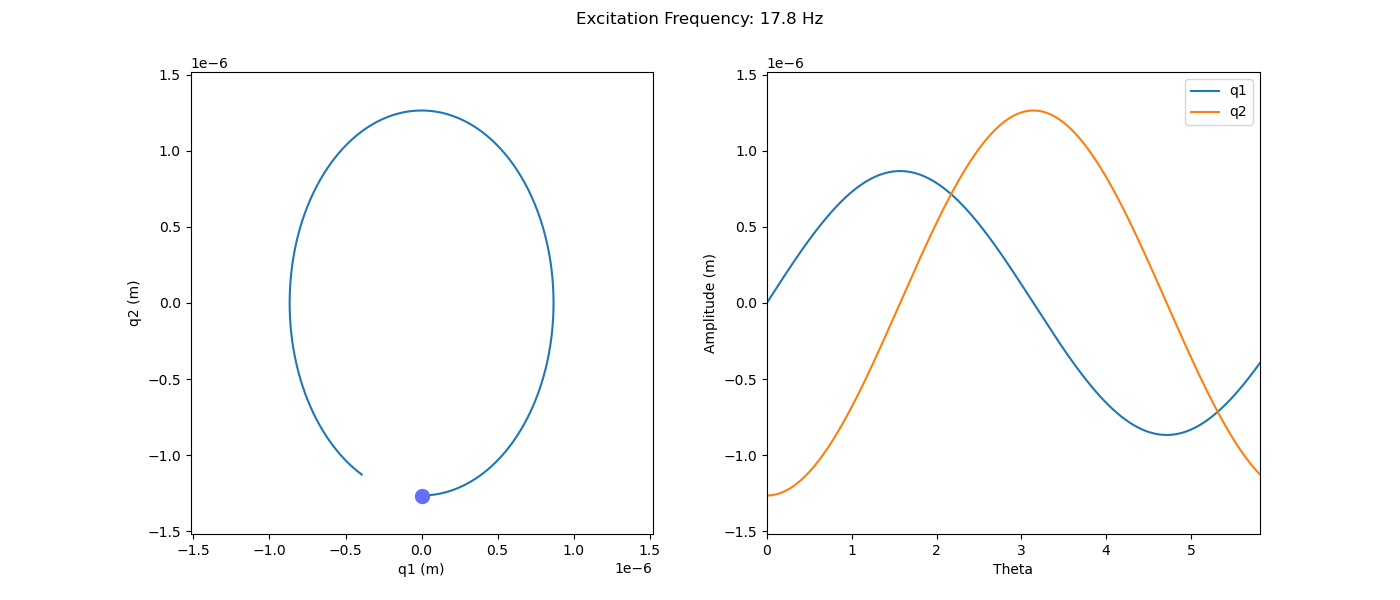 Excitation Frequency: 17.8 Hz
1e−6
1.5
1.0
0.5
0.0
−0.5
−1.0
−1.5
q2 (m)
−1.5 −1.0 −0.5 0.0 0.5 1.0 1.5
q1 (m)
1e−6
1e−6
1.5
1.0
0.5
0.0
−0.5
−1.0
−1.5
Amplitude (m)
q1
q2
0 1 2 3 4 5
Theta